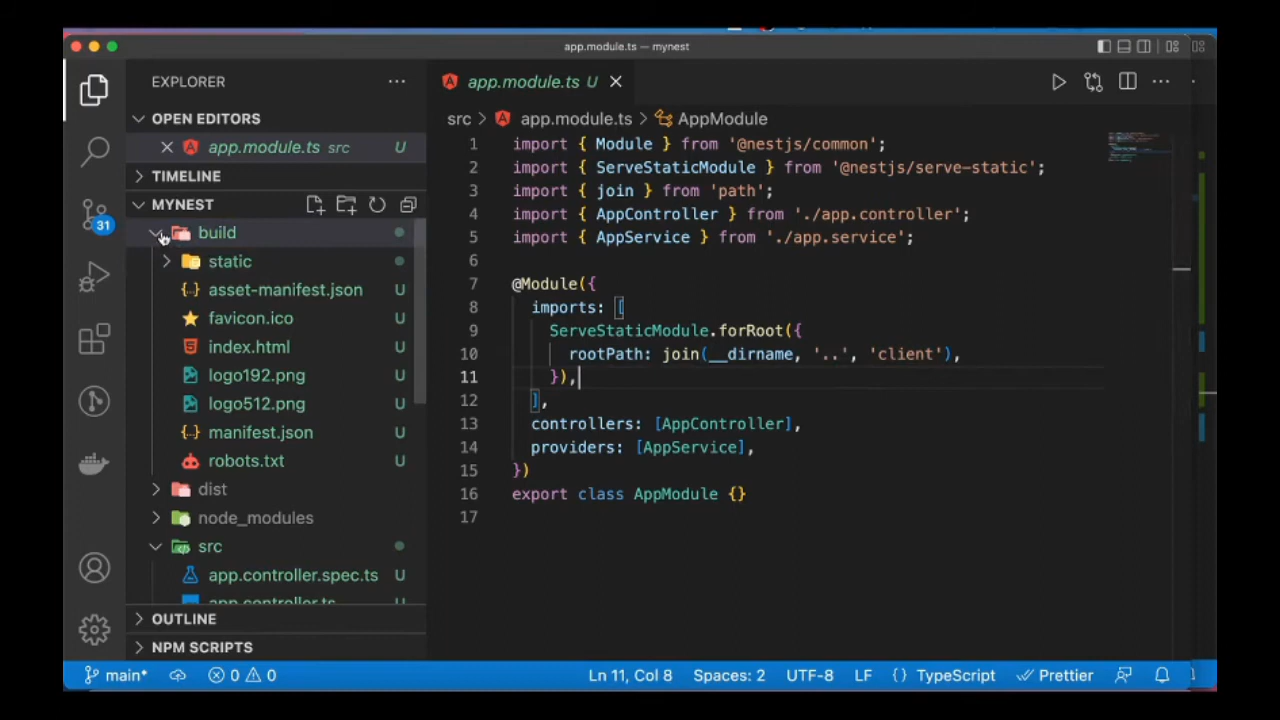 app.module.ts — mynest
EXPLORER
OPEN EDITORS
app.module.ts src U
TIMELINE
MYNEST
build
static
asset-manifest.json U
favicon.ico U
index.html U
logo192.png U
logo512.png U
manifest.json U
robots.txt U
dist
node_modules
src
app.controller.spec.ts U
app.controller.ts U
OUTLINE
NPM SCRIPTS
31
app.module.ts U
src > app.module.ts > AppModule
1 import { Module } from '@nestjs/common';
2 import { ServeStaticModule } from '@nestjs/serve-static';
3 import { join } from 'path';
4 import { AppController } from './app.controller';
5 import { AppService } from './app.service';
6
7 @Module({
8 imports: [
9 ServeStaticModule.forRoot({
10 rootPath: join(__dirname, '..', 'client'),
11 }),
12 ],
13 controllers: [AppController],
14 providers: [AppService],
15 })
16 export class AppModule {}
17
main* 0 0 Ln 11, Col 8 Spaces: 2 UTF-8 LF {} TypeScript Prettier